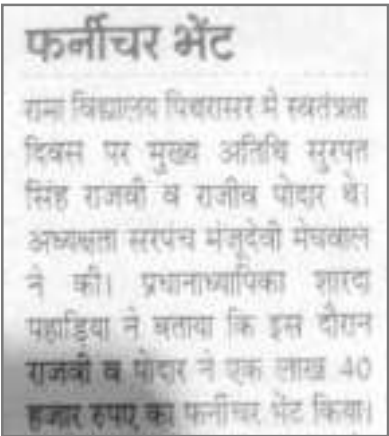 फर्नीचर भेंट
रामा विद्यालय पिथरासर में स्वतंत्रता
दिवस पर मुख्य अतिथि सुरपत
सिंह राजवी व राजीव पोदार थे।
अध्यक्षता सरपंच मंजूदेवी मेघवाल
ने की। प्रधानाध्यापिका शारदा
पहाड़िया ने बताया कि इस दौरान
राजवी व पोदार ने एक लाख 40
हजार रुपए का फर्नीचर भेंट किया।